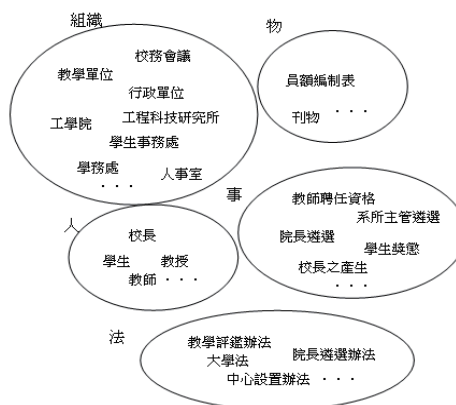 組織
校務會議
教學單位
行政單位
工學院
工程科技研究所
學生事務處
學務處
人事室
・・・
物
員額編制表
刊物 ・・・
事
教師聘任資格
系所主管遴選
院長遴選
學生獎懲
校長之產生
・・・
人
校長
學生 教授
教師 ・・・
法
教學評鑑辦法
大學法
院長遴選辦法
中心設置辦法 ・・・